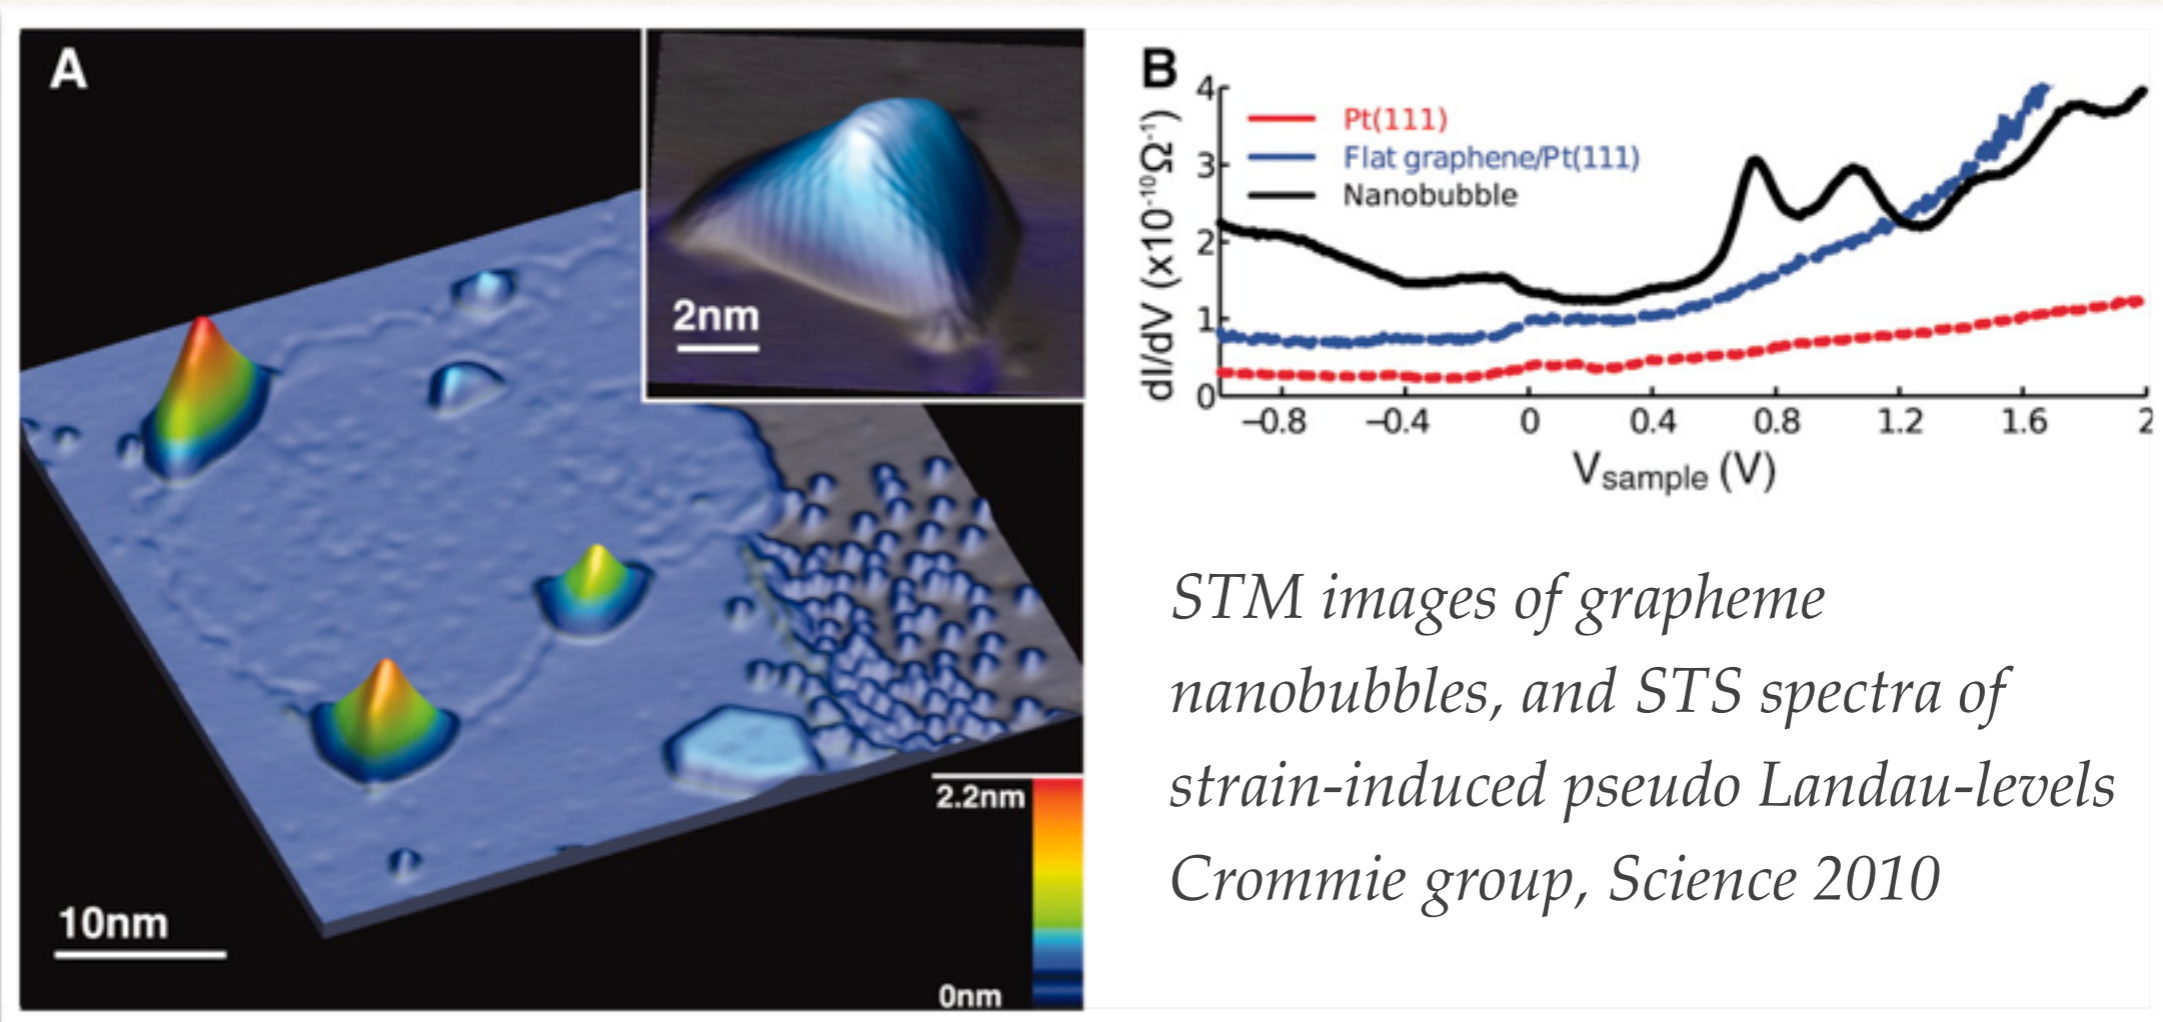 A
2nm
2.2nm
0nm
10nm
B
dI/dV (x10⁻¹⁰Ω⁻¹)
4
3
2
1
0
Pt(111)
Flat graphene/Pt(111)
Nanobubble
−0.8 −0.4 0 0.4 0.8 1.2 1.6 2
Vsample (V)
STM images of grapheme
nanobubbles, and STS spectra of
strain-induced pseudo Landau-levels
Crommie group, Science 2010